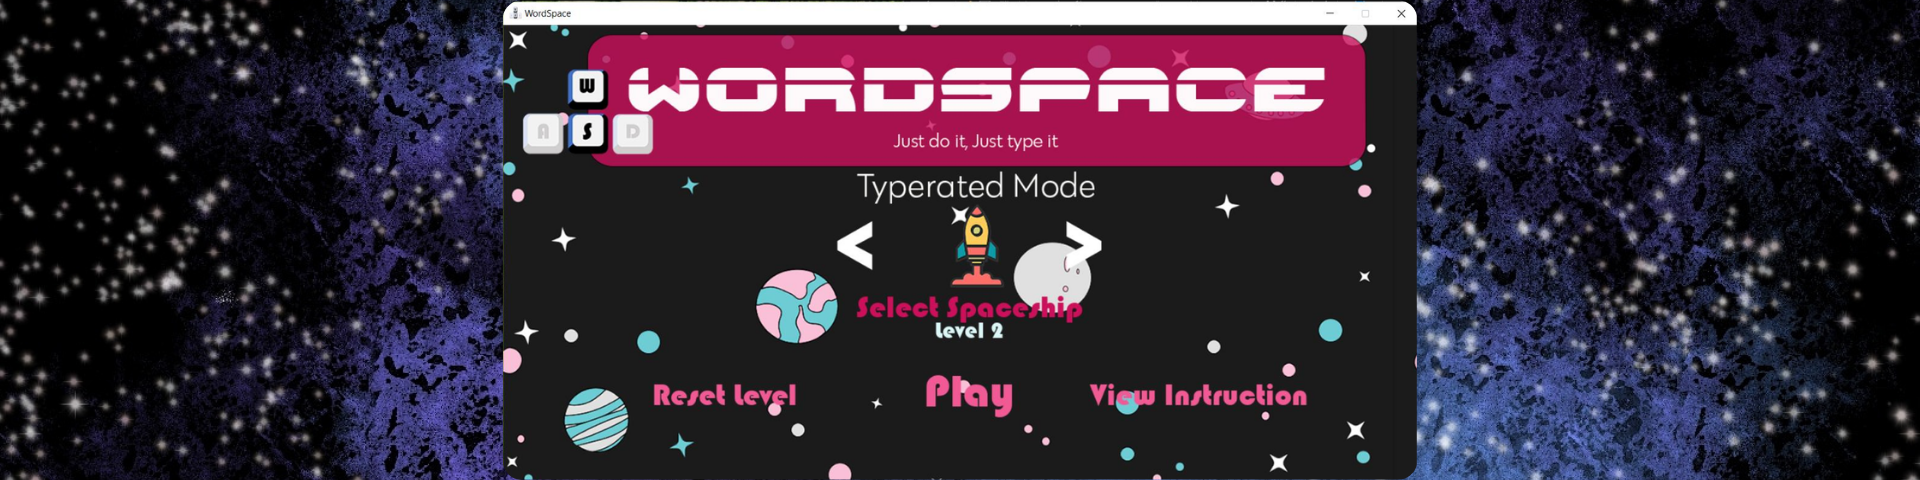 WordSpace
WORDSPACE
W
A S D
Just do it, Just type it
Typerated Mode
< >
Select Spaceship
Level 2
Reset Level Play View Instruction